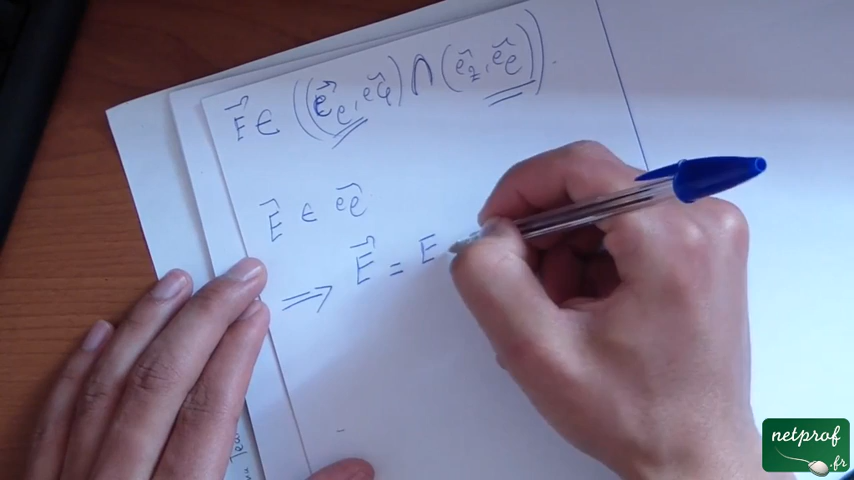 E⃗ ∈ ((e⃗ρ, e⃗φ) ∩ (e⃗z, e⃗ρ)).
E⃗ ∈ e⃗ρ
⟹ E⃗ = E
netprof
.fr